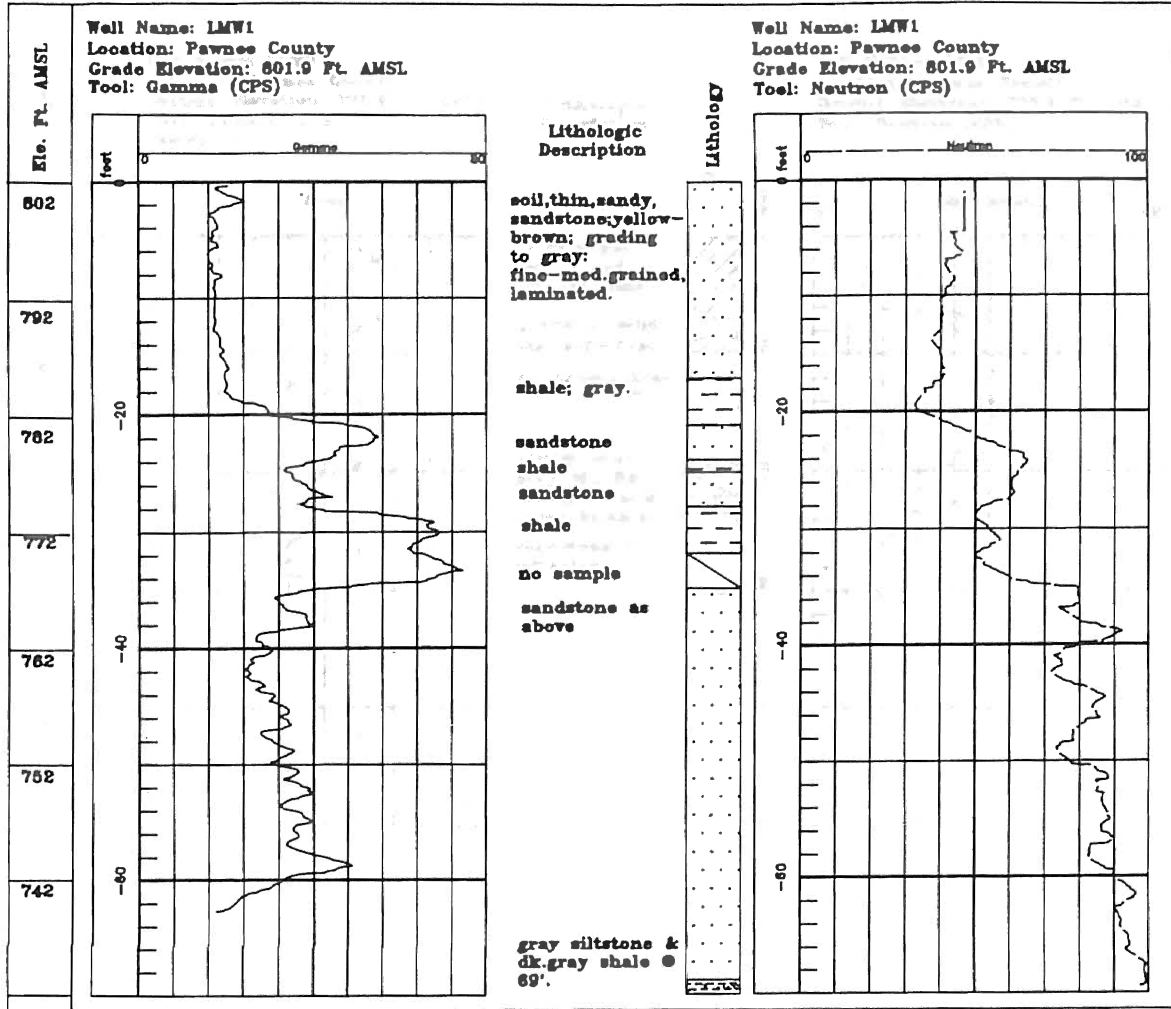 Ele. Ft. AMSL
802
792
782
772
762
752
742
Well Name: LMW1
Location: Pawnee County
Grade Elevation: 801.9 Ft. AMSL
Tool: Gamma (CPS)
feet
0
Gamma
0
-20
-40
-60
Lithologic
Description
soil,thin,sandy,
sandstone;yellow-
brown; grading
to gray:
fine-med.grained,
laminated.
shale; gray.
sandstone
shale
sandstone
shale
no sample
sandstone as
above
gray siltstone &
dk.gray shale @
69'.
Lithology
Well Name: LMW1
Location: Pawnee County
Grade Elevation: 801.9 Ft. AMSL
Tool: Neutron (CPS)
feet
0
Neutron
100
0
-20
-40
-60